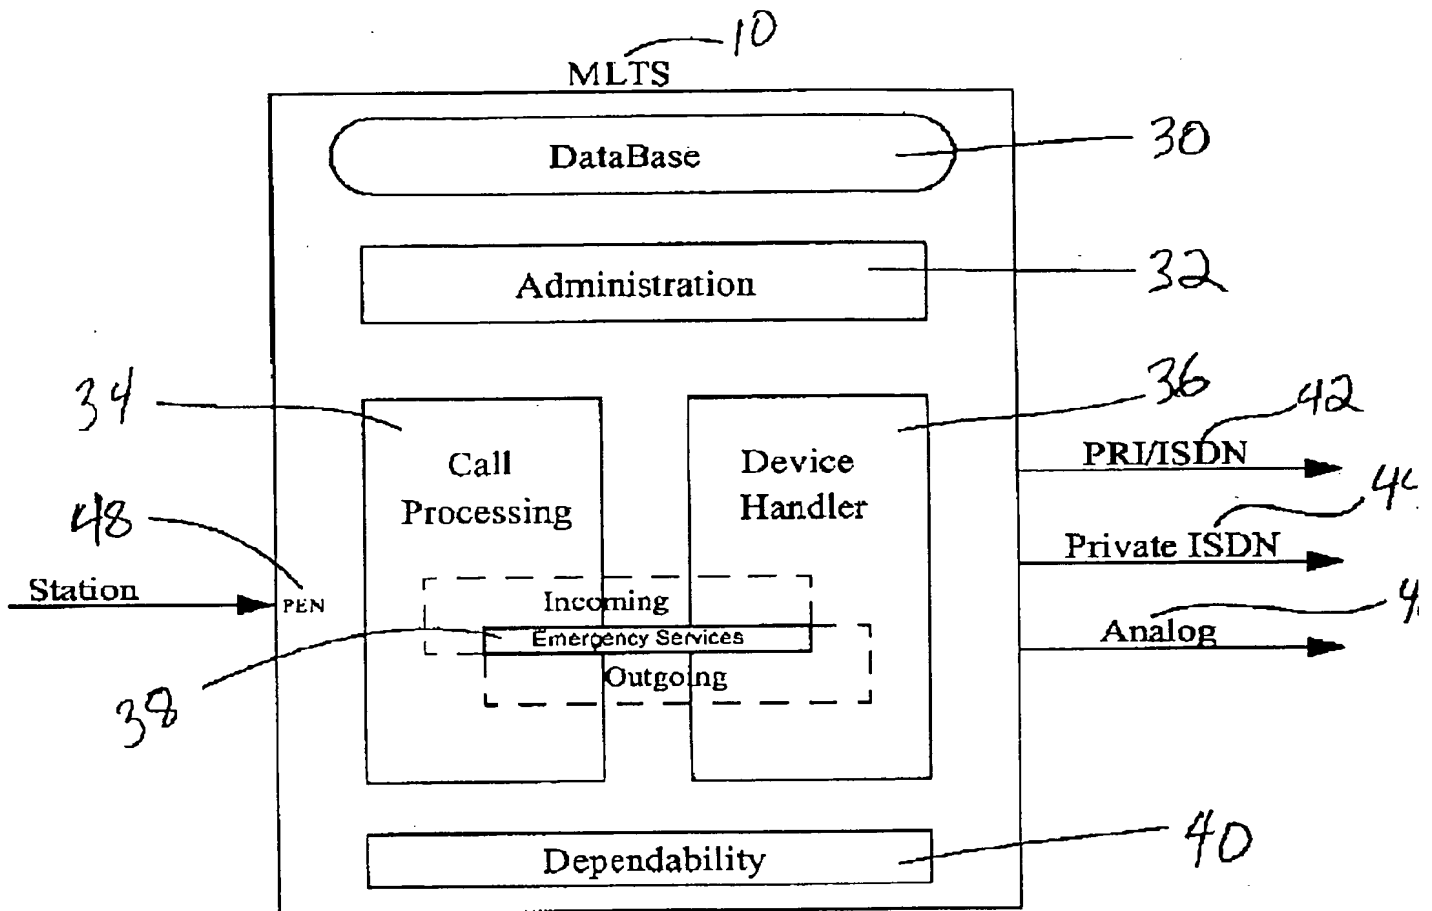 10
MLTS
DataBase
30
Administration
32
34
36
42
Call
Processing
Device
Handler
PRI/ISDN
48
Private ISDN
Station
PEN
Incoming
Emergency Services
Analog
Outgoing
38
Dependability
40